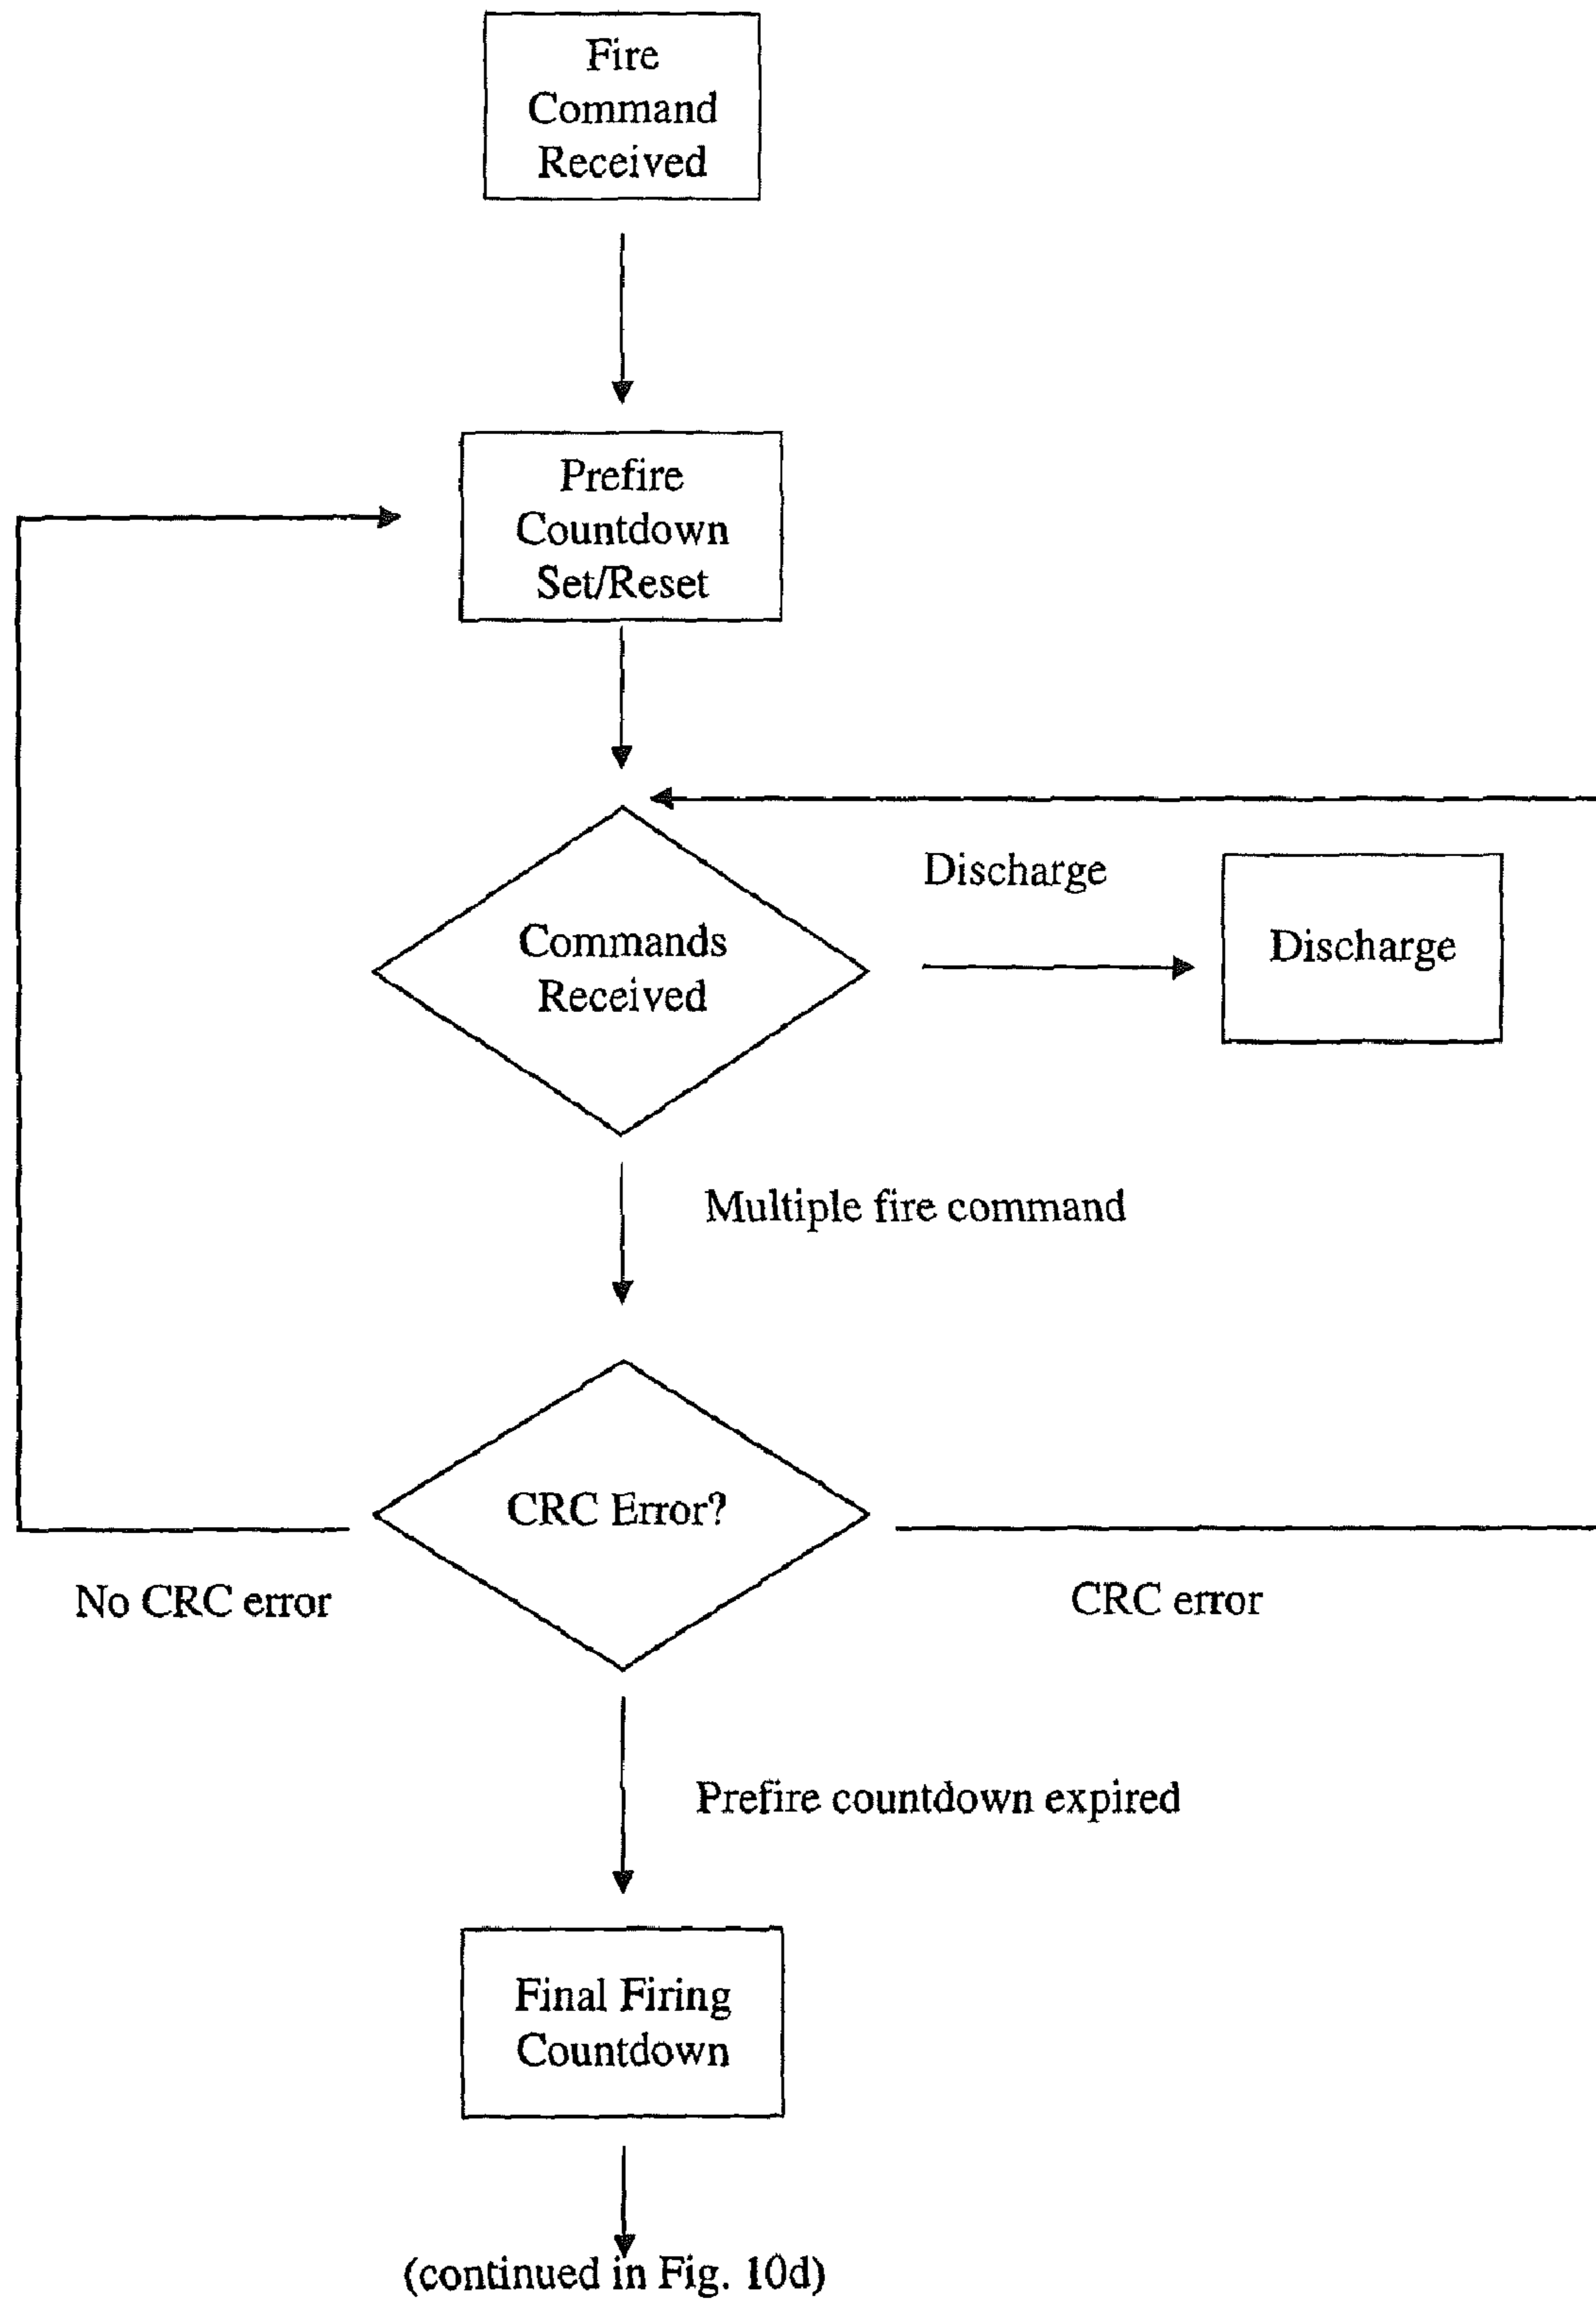 Fire
Command
Received
Prefire
Countdown
Set/Reset
Discharge
Commands
Received
Discharge
Multiple fire command
CRC Error?
No CRC error
CRC error
Prefire countdown expired
Final Firing
Countdown
(continued in Fig. 10d)